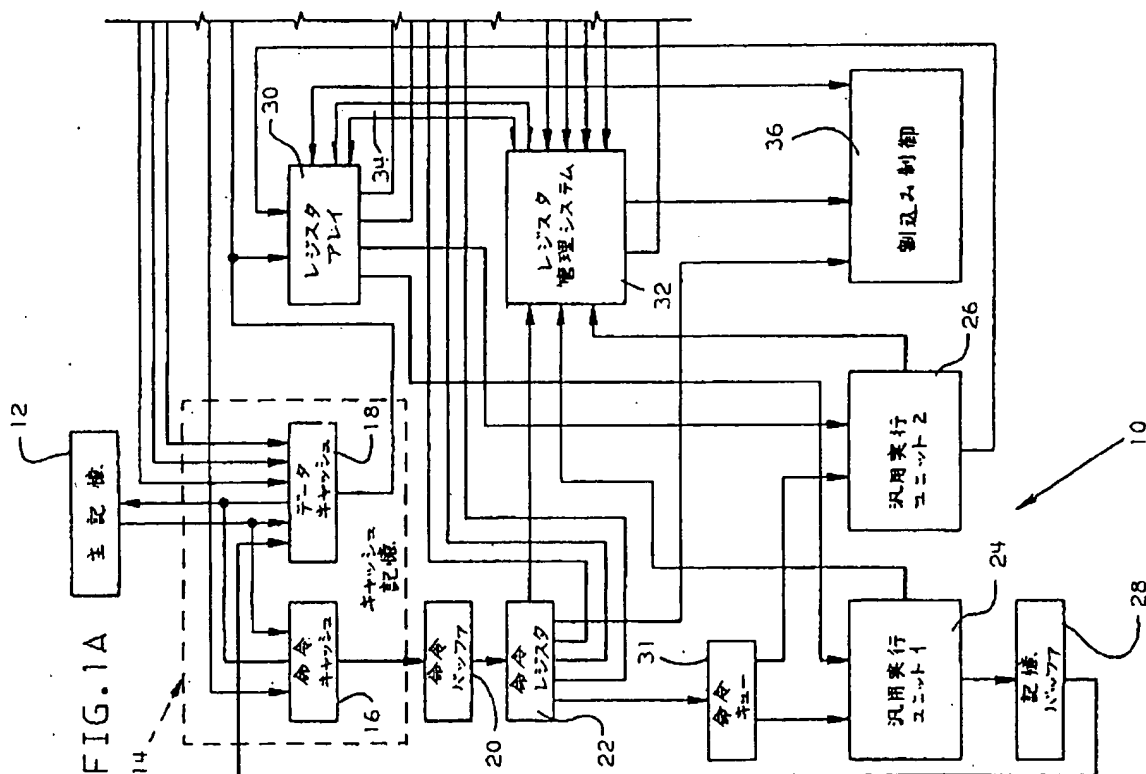 FIG.1A
14
12
主記憶
命令
キャッシュ
16
データ
キャッシュ
18
キャッシュ
記憶
命令
バッファ
20
命令
レジスタ
22
31
命令
キュー
汎用実行
ユニット1
24
記憶
バッファ
28
汎用実行
ユニット2
26
10
30
レジスタ
アレイ
34
レジスタ
管理システム
32
36
割込み制御